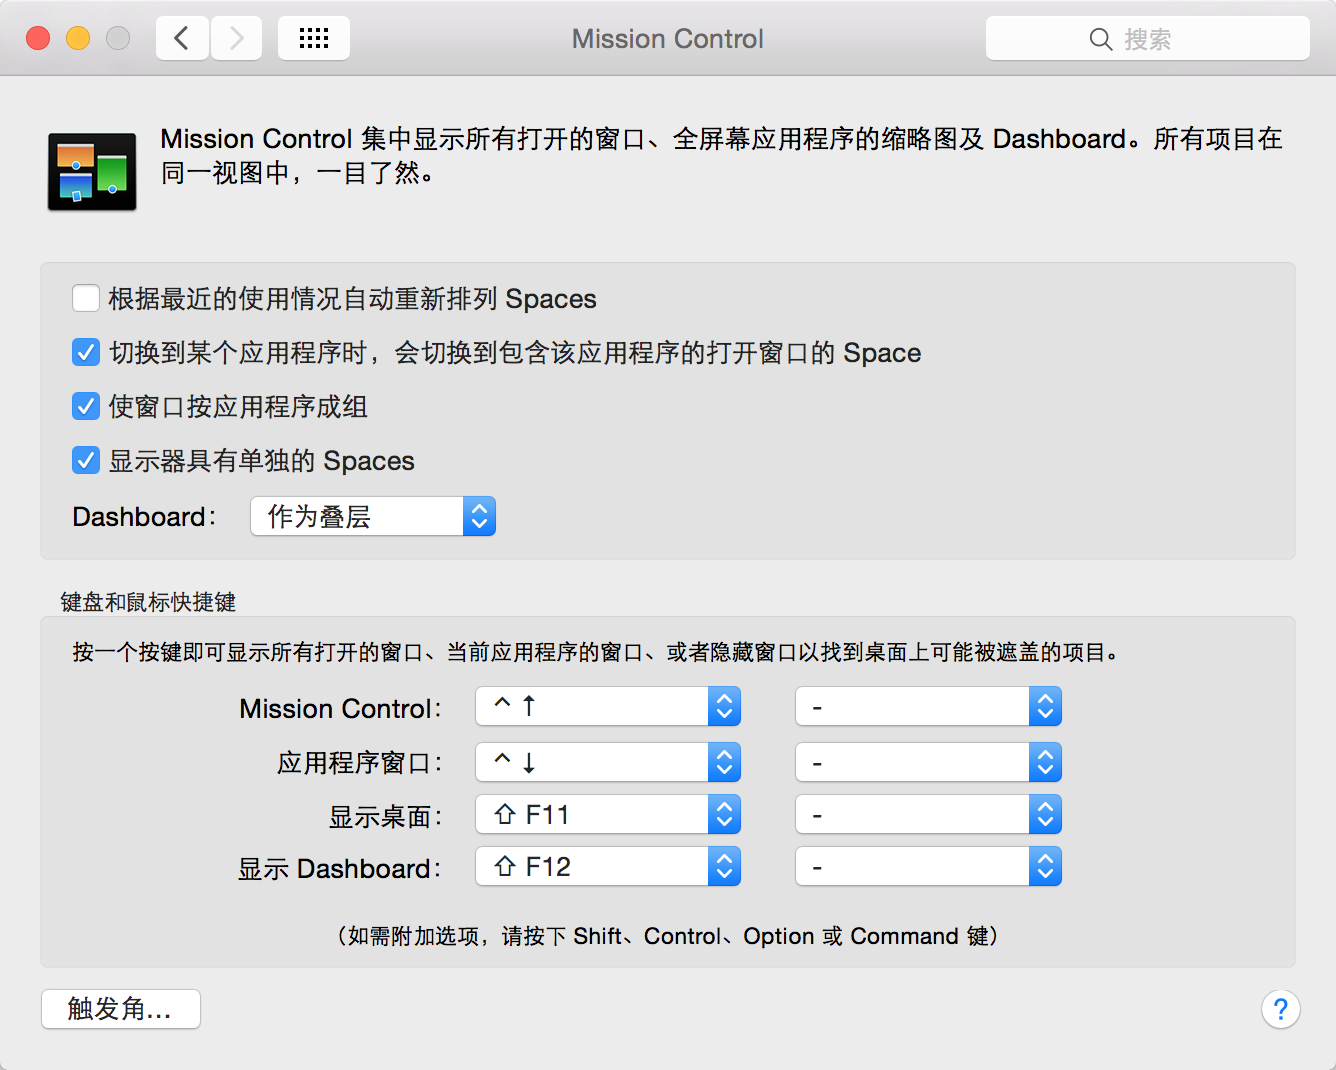 Mission Control
搜索
Mission Control 集中显示所有打开的窗口、全屏幕应用程序的缩略图及 Dashboard。所有项目在
同一视图中，一目了然。
根据最近的使用情况自动重新排列 Spaces
切换到某个应用程序时，会切换到包含该应用程序的打开窗口的 Space
使窗口按应用程序成组
显示器具有单独的 Spaces
Dashboard： 作为叠层
键盘和鼠标快捷键
按一个按键即可显示所有打开的窗口、当前应用程序的窗口、或者隐藏窗口以找到桌面上可能被遮盖的项目。
Mission Control： ^ ↑ -
应用程序窗口： ^ ↓ -
显示桌面： ⇧ F11 -
显示 Dashboard： ⇧ F12 -
（如需附加选项，请按下 Shift、Control、Option 或 Command 键）
触发角... ?